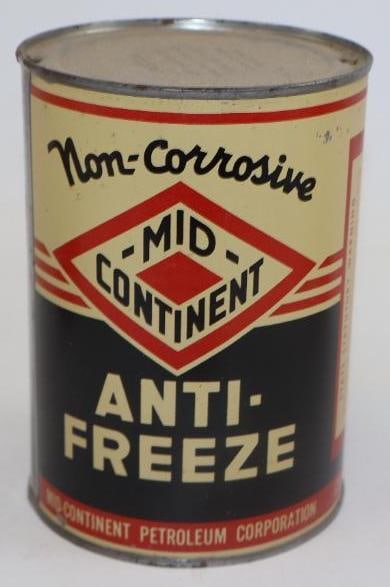 Non-Corrosive
-MID-
CONTINENT
ANTI-
FREEZE
MID-CONTINENT PETROLEUM CORPORATION